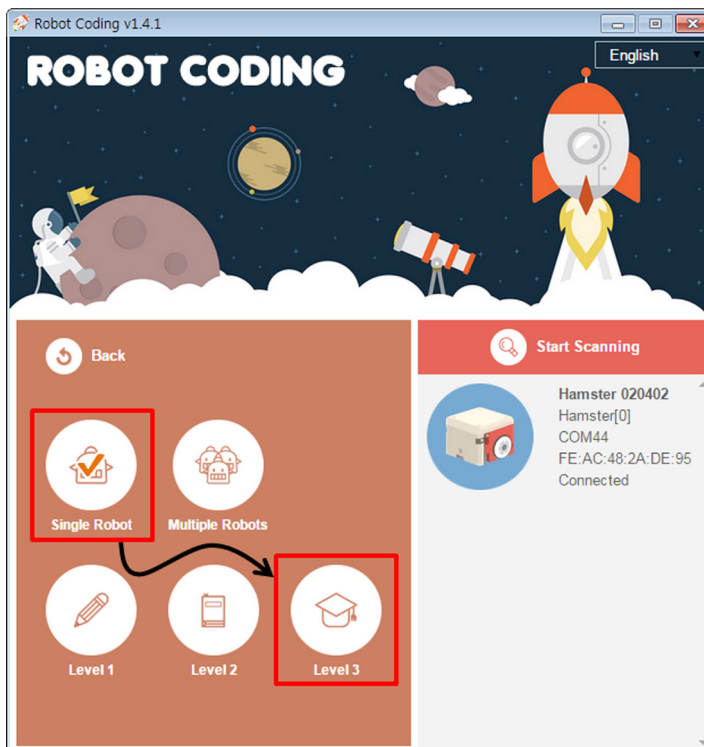 Robot Coding v1.4.1
English
ROBOT CODING
Back
Start Scanning
Hamster 020402
Hamster[0]
COM44
FE:AC:48:2A:DE:95
Connected
Single Robot
Multiple Robots
Level 1
Level 2
Level 3